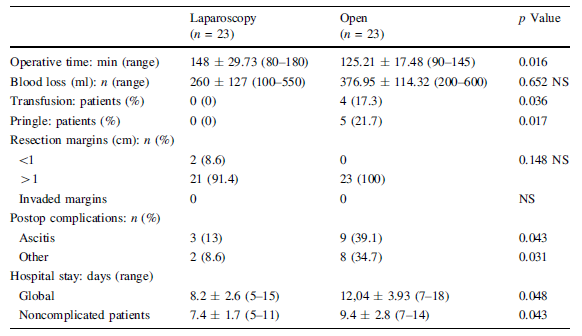 Laparoscopy Open p Value
(n = 23) (n = 23)
Operative time: min (range) 148 ± 29.73 (80–180) 125.21 ± 17.48 (90–145) 0.016
Blood loss (ml): n (range) 260 ± 127 (100–550) 376.95 ± 114.32 (200–600) 0.652 NS
Transfusion: patients (%) 0 (0) 4 (17.3) 0.036
Pringle: patients (%) 0 (0) 5 (21.7) 0.017
Resection margins (cm): n (%)
<1 2 (8.6) 0 0.148 NS
>1 21 (91.4) 23 (100)
Invaded margins 0 0 NS
Postop complications: n (%)
Ascitis 3 (13) 9 (39.1) 0.043
Other 2 (8.6) 8 (34.7) 0.031
Hospital stay: days (range)
Global 8.2 ± 2.6 (5–15) 12,04 ± 3.93 (7–18) 0.048
Noncomplicated patients 7.4 ± 1.7 (5–11) 9.4 ± 2.8 (7–14) 0.043